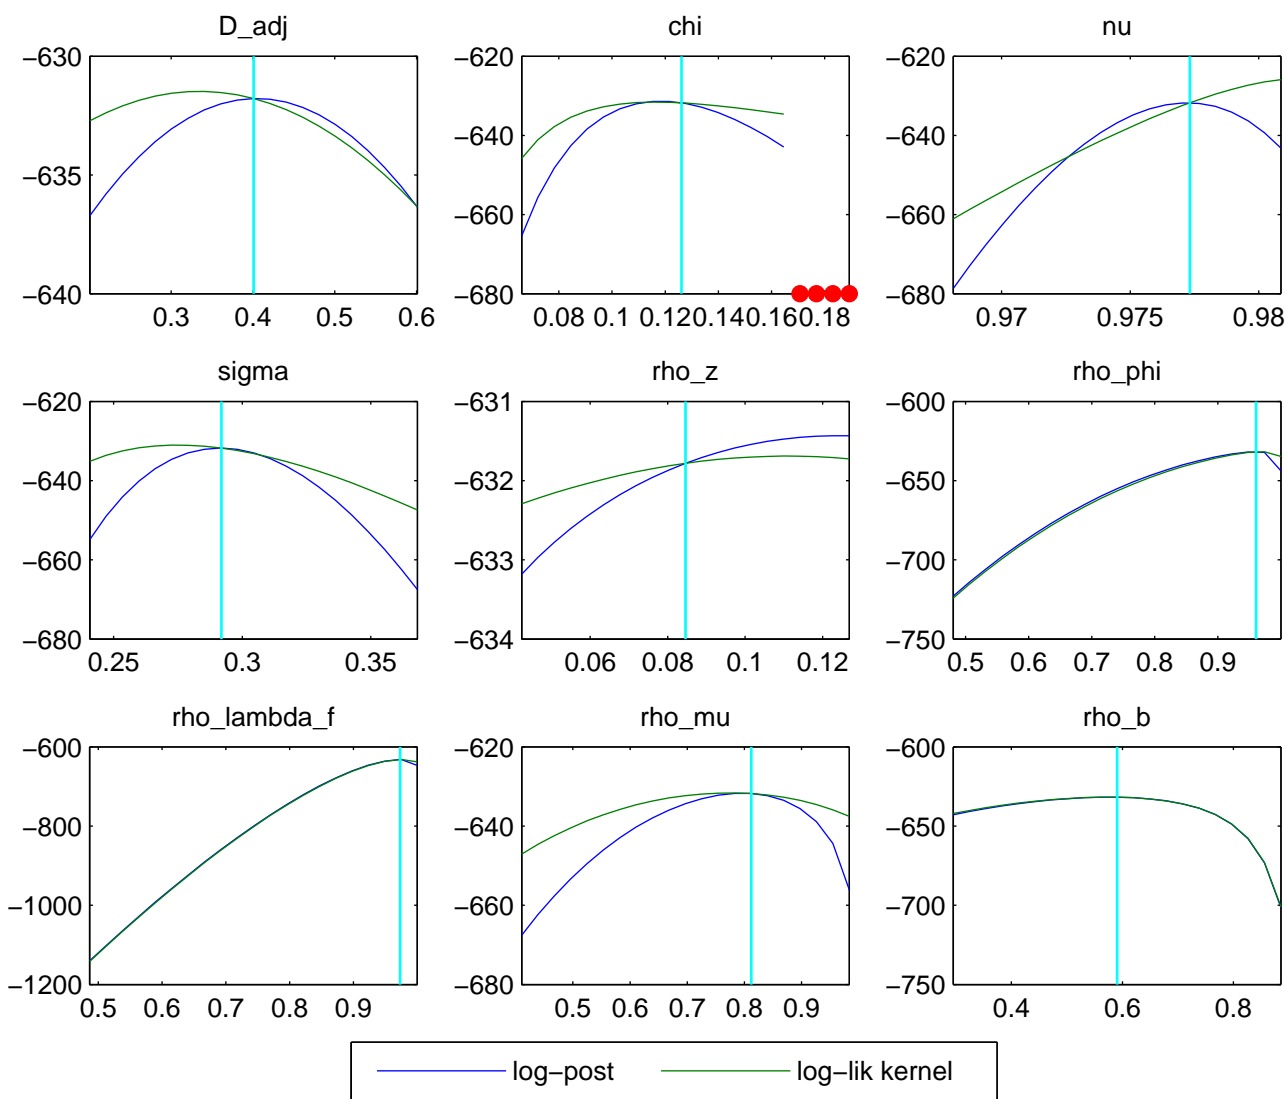 D_adj chi nu
−630 −620 −620
−635 −640 −640
−660 −660
−640 −680 −680
0.3 0.4 0.5 0.6 0.08 0.1 0.12 0.14 0.16 0.18 0.97 0.975 0.98
sigma rho_z rho_phi
−620 −631 −600
−640 −632 −650
−660 −633 −700
−680 −634 −750
0.25 0.3 0.35 0.06 0.08 0.1 0.12 0.5 0.6 0.7 0.8 0.9
rho_lambda_f rho_mu rho_b
−600 −620 −600
−800 −640 −650
−1000 −660 −700
−1200 −680 −750
0.5 0.6 0.7 0.8 0.9 0.5 0.6 0.7 0.8 0.9 0.4 0.6 0.8
log−post log−lik kernel